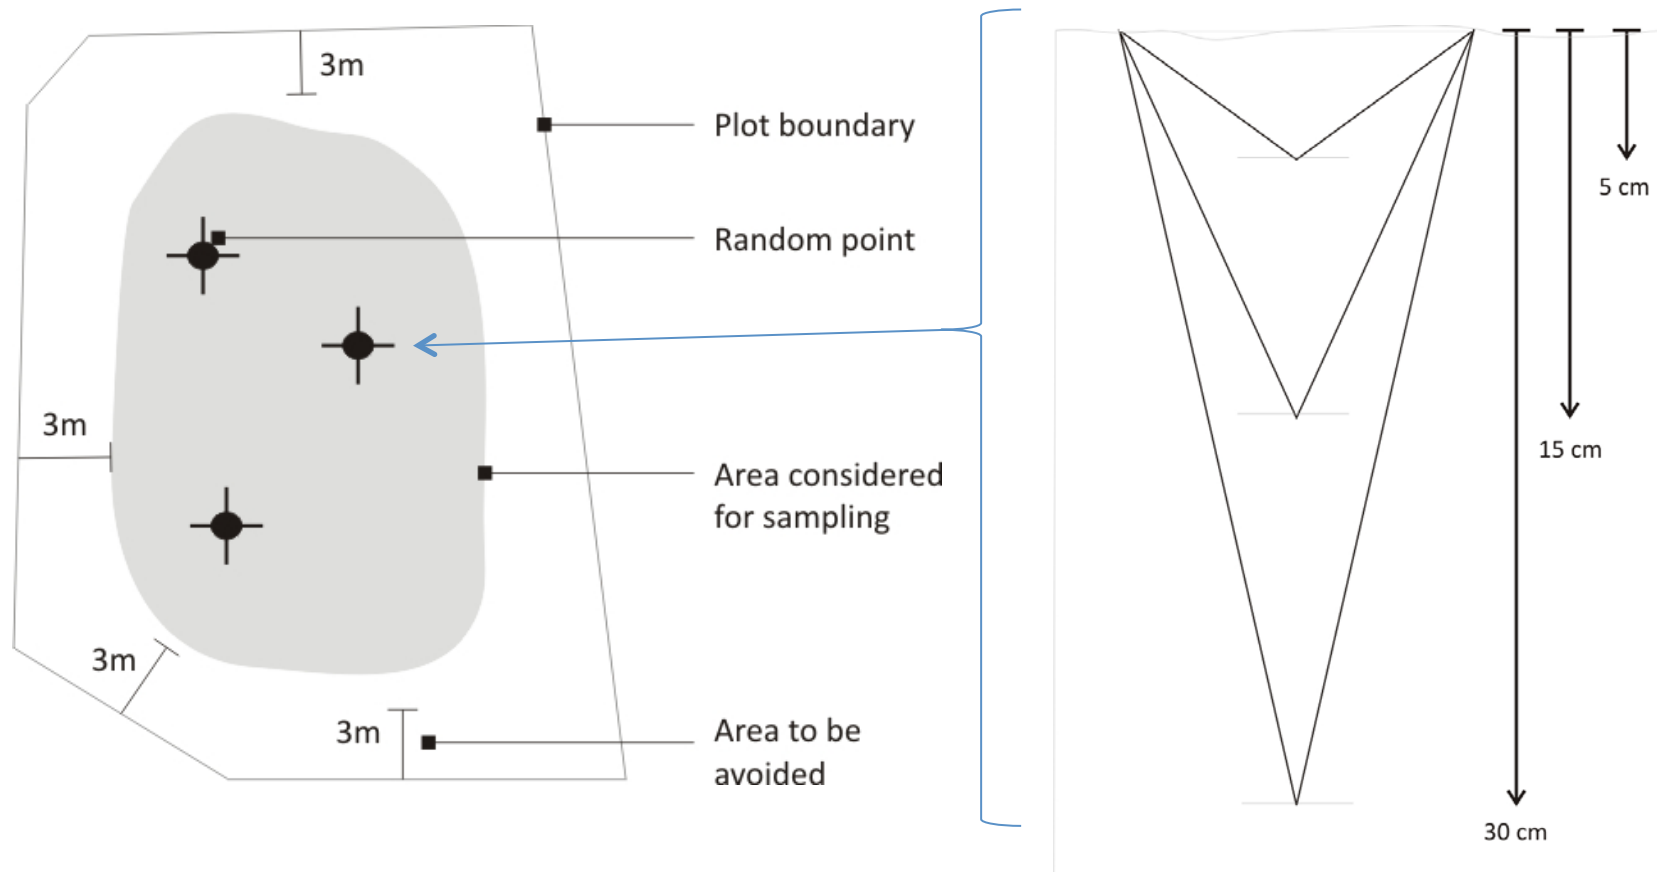 3m
Plot boundary
Random point
3m
Area considered
for sampling
3m
3m
Area to be
avoided
5 cm
15 cm
30 cm